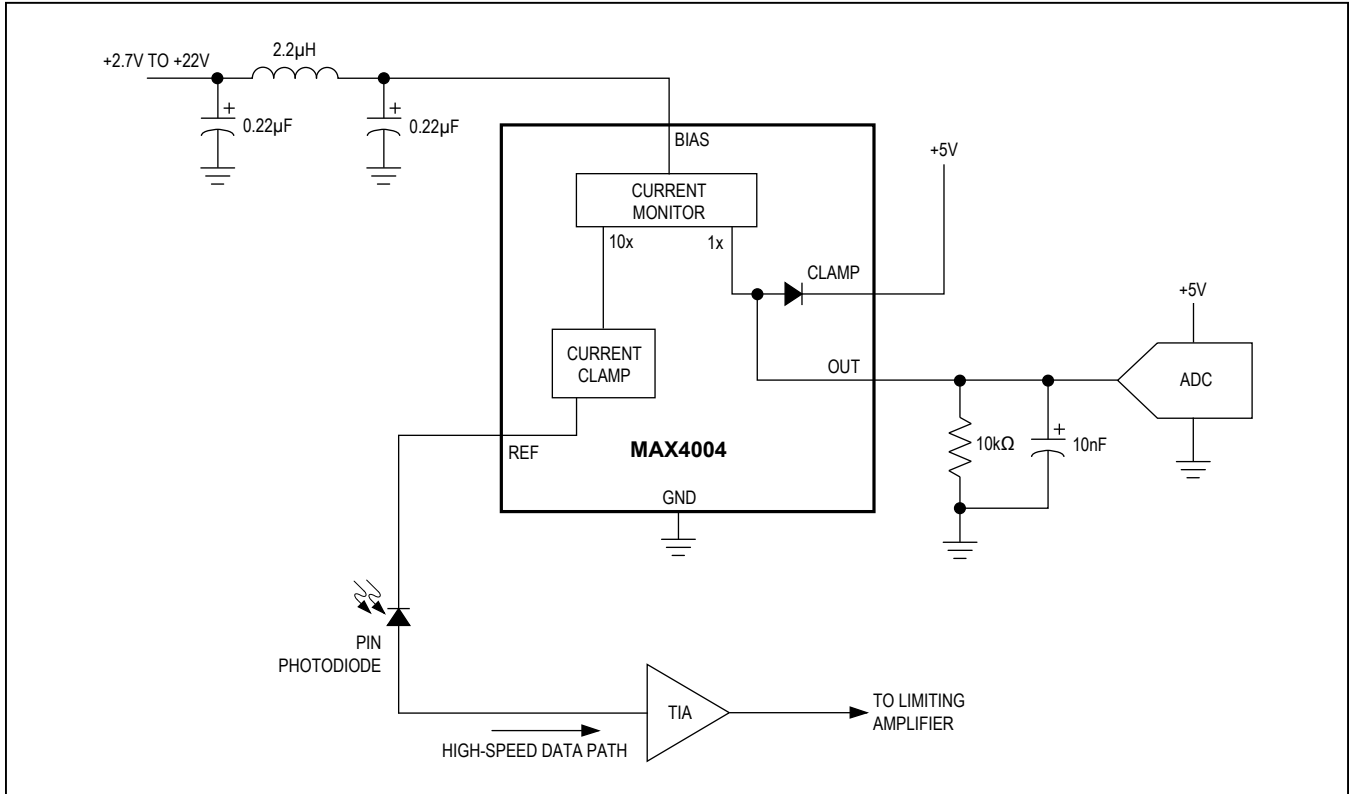 +2.7V TO +22V
2.2µH
+
0.22µF
+
0.22µF
BIAS
+5V
CURRENT
MONITOR
10x
1x
CLAMP
+5V
CURRENT
CLAMP
OUT
ADC
REF
MAX4004
10kΩ
+
10nF
GND
PIN
PHOTODIODE
TIA
TO LIMITING
AMPLIFIER
HIGH-SPEED DATA PATH